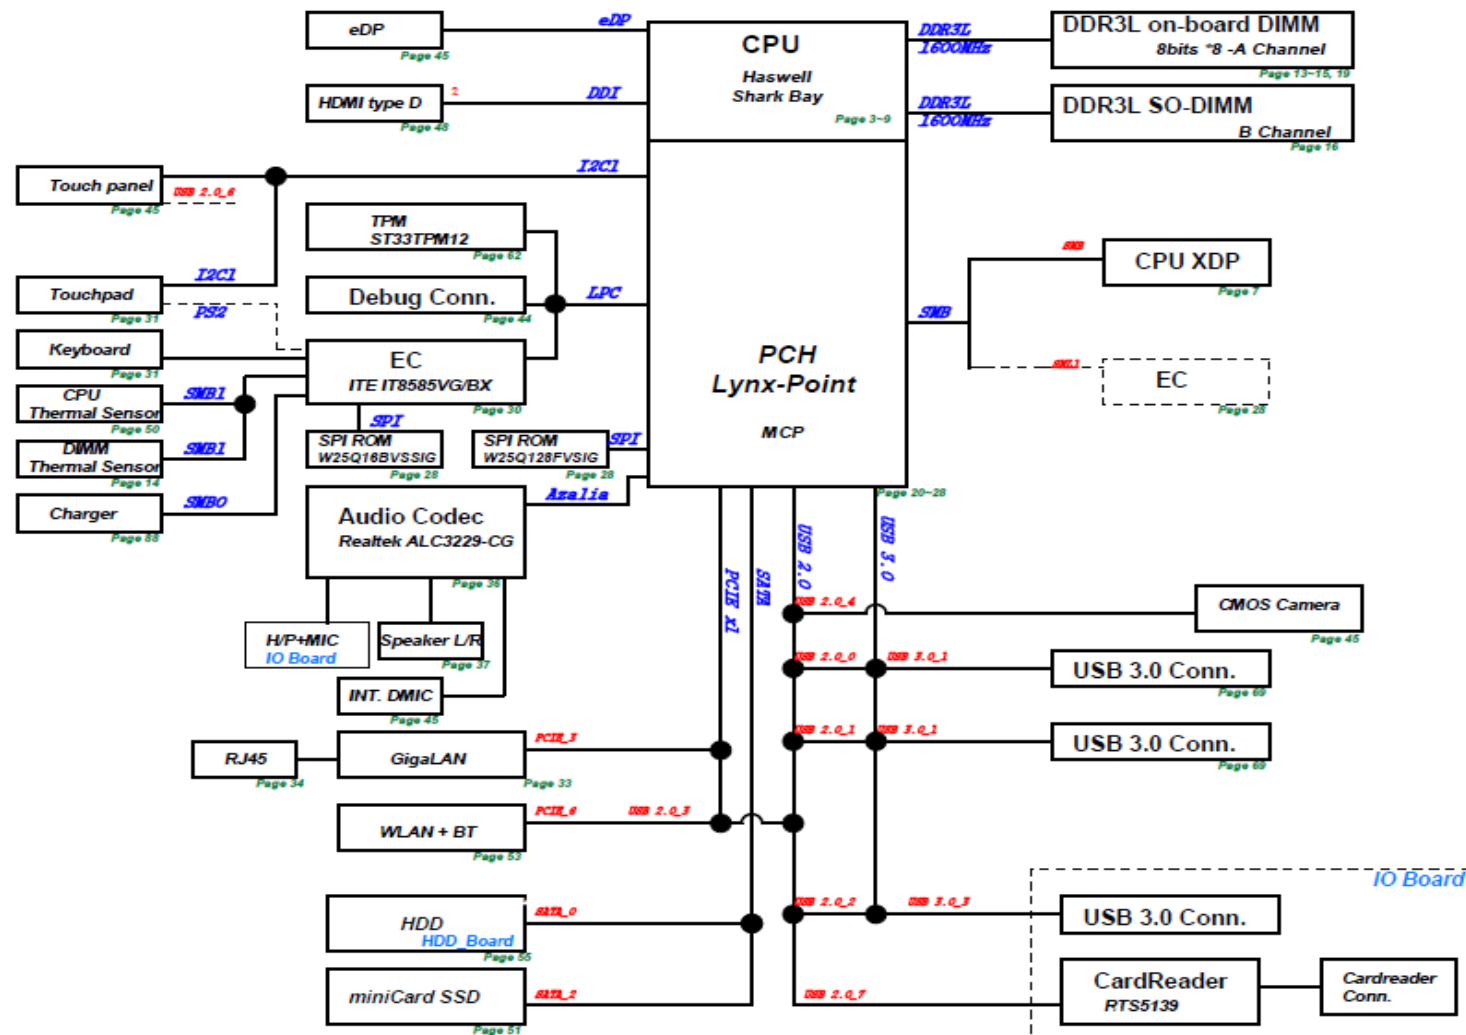 eDP
eDP
Page 45
CPU
Haswell
Shark Bay
Page 3~9
DDR3L
1600MHz
DDR3L on-board DIMM
8bits *8 -A Channel
Page 13~15, 19
HDMI type D
2
DDI
Page 48
DDR3L
1600MHz
DDR3L SO-DIMM
B Channel
Page 16
Touch panel
USB 2.0_6
Page 45
I2C1
TPM
ST33TPM12
Page 62
Touchpad
I2C1
Page 31
PS2
Debug Conn.
Page 44
LPC
Keyboard
Page 31
EC
ITE IT8585VG/BX
Page 30
CPU
Thermal Sensor
Page 50
SMB1
DIMM
Thermal Sensor
Page 14
SMB1
Charger
Page 88
SMB0
SPI
SPI ROM
W25Q16BVSSIG
Page 28
SPI ROM
W25Q128FVSIG
Page 28
SPI
PCH
Lynx-Point
MCP
Page 20~28
SMB
SMB
CPU XDP
Page 7
SML1
EC
Page 28
Azalia
Audio Codec
Realtek ALC3229-CG
Page 36
H/P+MIC
IO Board
Speaker L/R
Page 37
INT. DMIC
Page 45
PCIE x1
SATA
USB 2.0
USB 3.0
USB 2.0_4
CMOS Camera
Page 45
USB 2.0_0
USB 3.0_1
USB 3.0 Conn.
Page 69
USB 2.0_1
USB 3.0_1
USB 3.0 Conn.
Page 69
RJ45
Page 34
GigaLAN
Page 33
PCIE_3
WLAN + BT
Page 53
PCIE_6
USB 2.0_3
HDD
HDD_Board
Page 55
SATA_0
miniCard SSD
Page 51
SATA_2
IO Board
USB 2.0_2
USB 3.0_3
USB 3.0 Conn.
USB 2.0_7
CardReader
RTS5139
Cardreader
Conn.